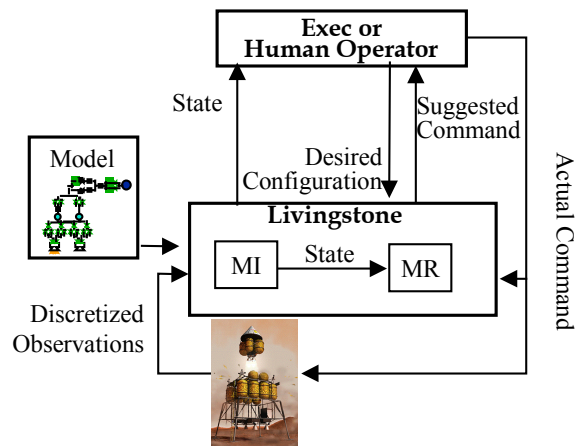 Exec or
Human Operator
State
Suggested
Command
Desired
Configuration
Model
Actual Command
Livingstone
MI
State
MR
Discretized
Observations